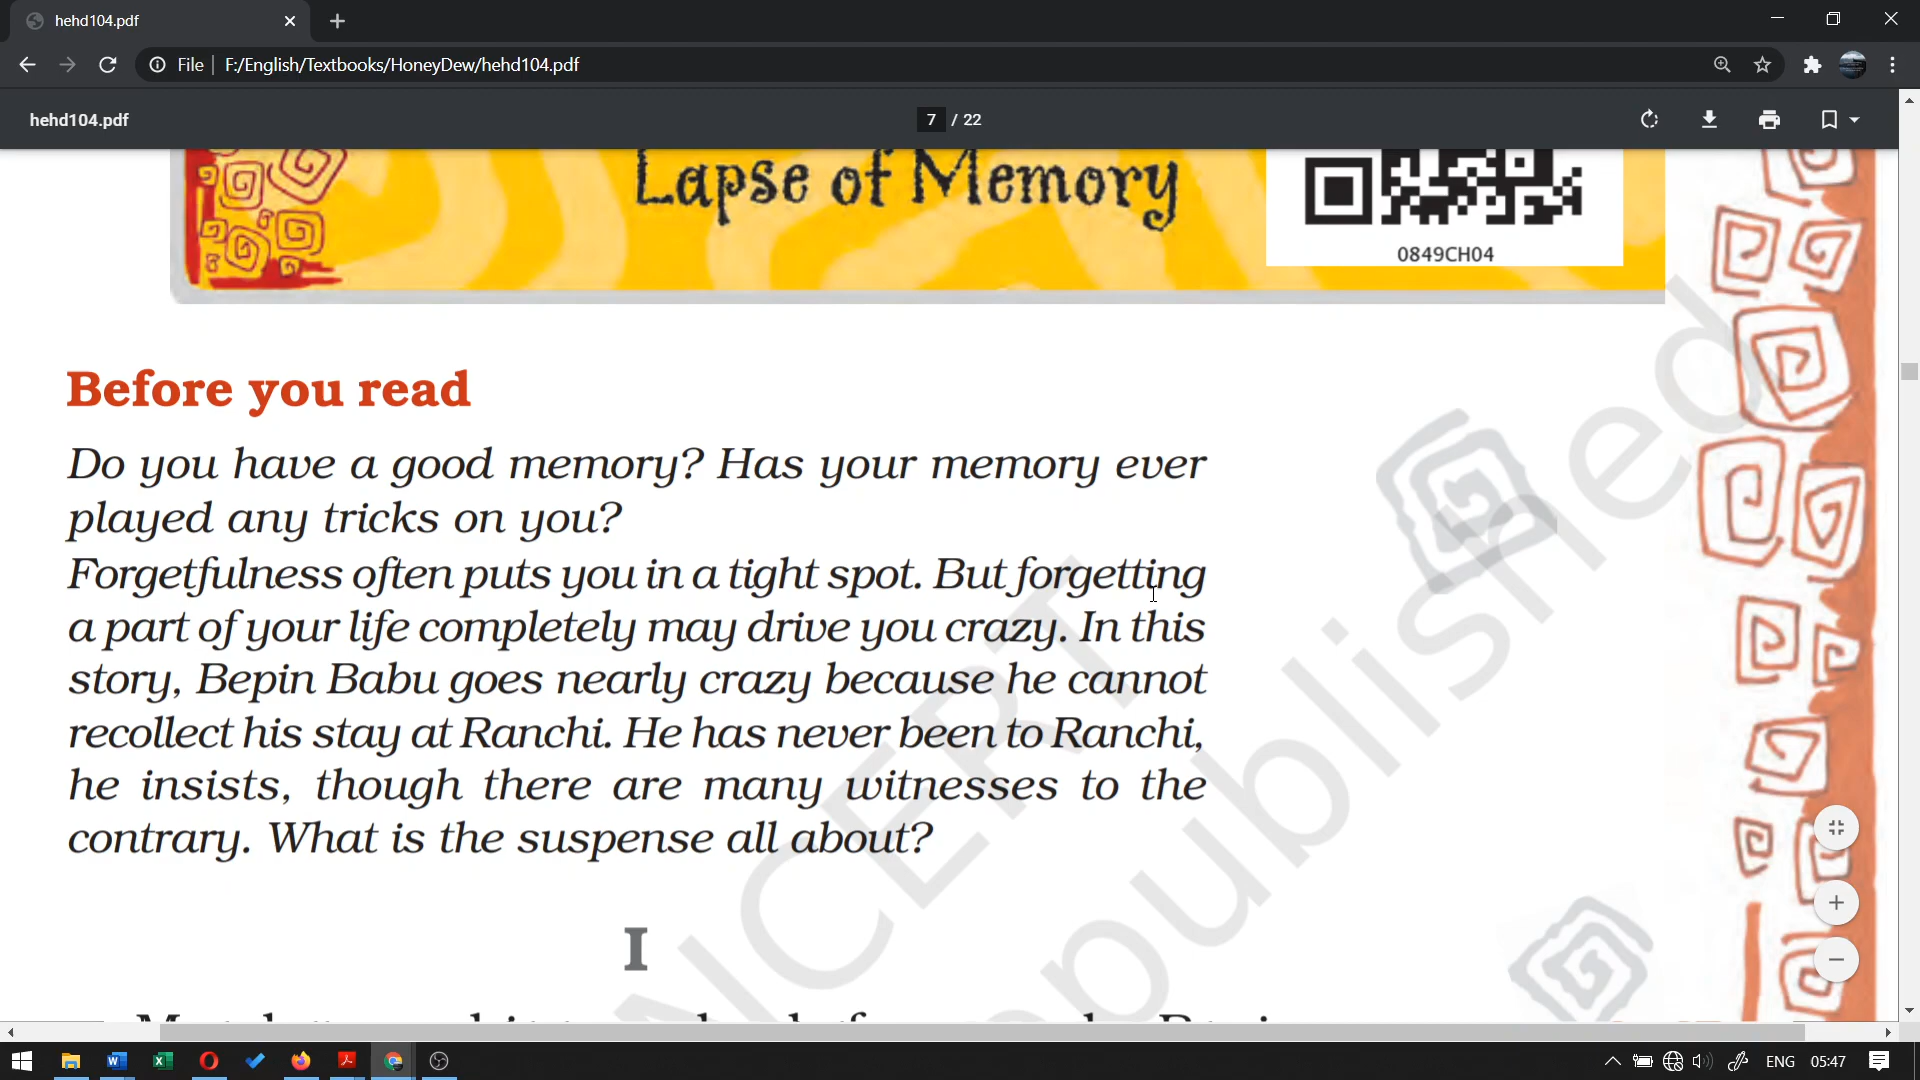 hehd104.pdf
File F:/English/Textbooks/HoneyDew/hehd104.pdf
hehd104.pdf 7 / 22
Lapse of Memory
0849CH04
Before you read
Do you have a good memory? Has your memory ever
played any tricks on you?
Forgetfulness often puts you in a tight spot. But forgetting
a part of your life completely may drive you crazy. In this
story, Bepin Babu goes nearly crazy because he cannot
recollect his stay at Ranchi. He has never been to Ranchi,
he insists, though there are many witnesses to the
contrary. What is the suspense all about?
I
NCERT
published
ENG 05:47